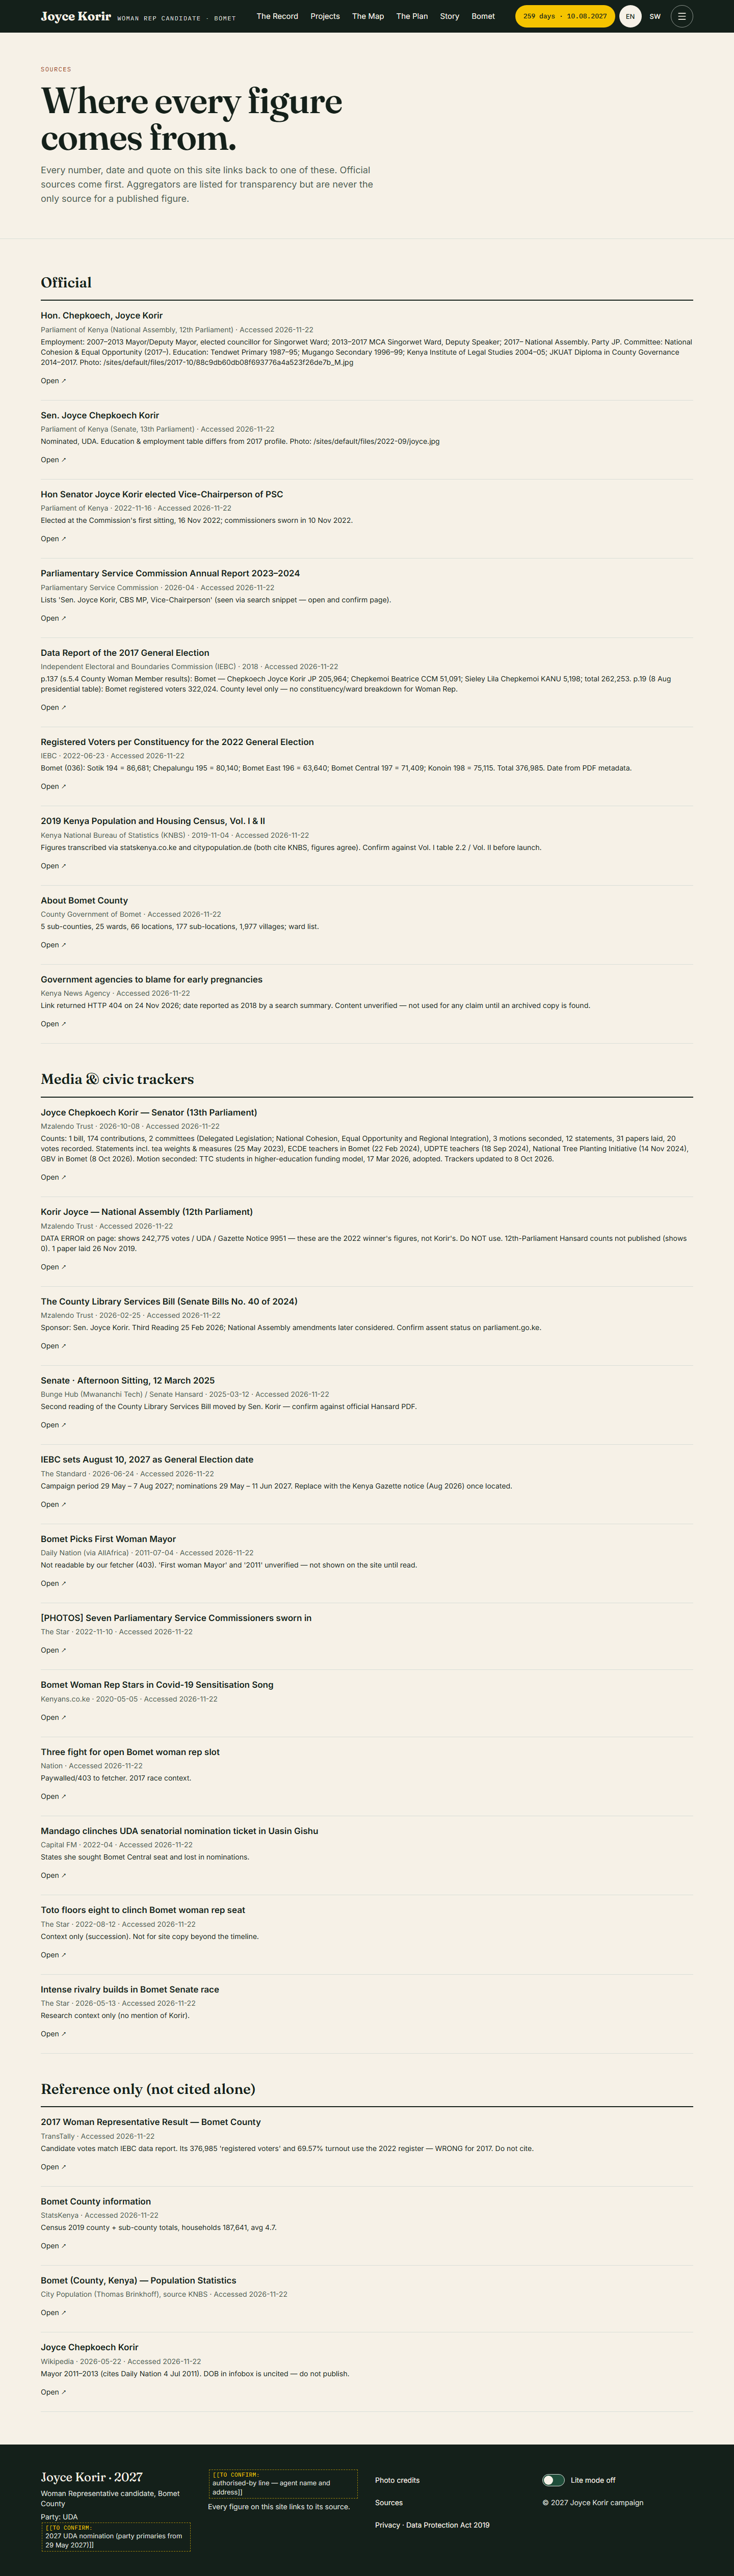 Joyce Korir WOMAN REP CANDIDATE · BOMET The Record Projects The Map The Plan Story Bomet 259 days · 10.08.2027 EN SW
SOURCES
Where every figure
comes from.
Every number, date and quote on this site links back to one of these. Official
sources come first. Aggregators are listed for transparency but are never the
only source for a published figure.
Official
Hon. Chepkoech, Joyce Korir
Parliament of Kenya (National Assembly, 12th Parliament) · Accessed 2026-11-22
Employment: 2007–2013 Mayor/Deputy Mayor, elected councillor for Singorwet Ward; 2013–2017 MCA Singorwet Ward, Deputy Speaker; 2017– National Assembly. Party JP. Committee: National
Cohesion & Equal Opportunity (2017–). Education: Tendwet Primary 1987–95; Mugango Secondary 1996–99; Kenya Institute of Legal Studies 2004–05; JKUAT Diploma in County Governance
2014–2017. Photo: /sites/default/files/2017-10/88c9db60db08f693776a4a523f26de7b_M.jpg
Open ↗
Sen. Joyce Chepkoech Korir
Parliament of Kenya (Senate, 13th Parliament) · Accessed 2026-11-22
Nominated, UDA. Education & employment table differs from 2017 profile. Photo: /sites/default/files/2022-09/joyce.jpg
Open ↗
Hon Senator Joyce Korir elected Vice-Chairperson of PSC
Parliament of Kenya · 2022-11-16 · Accessed 2026-11-22
Elected at the Commission's first sitting, 16 Nov 2022; commissioners sworn in 10 Nov 2022.
Open ↗
Parliamentary Service Commission Annual Report 2023–2024
Parliamentary Service Commission · 2026-04 · Accessed 2026-11-22
Lists 'Sen. Joyce Korir, CBS MP, Vice-Chairperson' (seen via search snippet — open and confirm page).
Open ↗
Data Report of the 2017 General Election
Independent Electoral and Boundaries Commission (IEBC) · 2018 · Accessed 2026-11-22
p.137 (s.5.4 County Woman Member results): Bomet — Chepkoech Joyce Korir JP 205,964; Chepkemoi Beatrice CCM 51,091; Sieley Lila Chepkemoi KANU 5,198; total 262,253. p.19 (8 Aug
presidential table): Bomet registered voters 322,024. County level only — no constituency/ward breakdown for Woman Rep.
Open ↗
Registered Voters per Constituency for the 2022 General Election
IEBC · 2022-06-23 · Accessed 2026-11-22
Bomet (036): Sotik 194 = 86,681; Chepalungu 195 = 80,140; Bomet East 196 = 63,640; Bomet Central 197 = 71,409; Konoin 198 = 75,115. Total 376,985. Date from PDF metadata.
Open ↗
2019 Kenya Population and Housing Census, Vol. I & II
Kenya National Bureau of Statistics (KNBS) · 2019-11-04 · Accessed 2026-11-22
Figures transcribed via statskenya.co.ke and citypopulation.de (both cite KNBS, figures agree). Confirm against Vol. I table 2.2 / Vol. II before launch.
Open ↗
About Bomet County
County Government of Bomet · Accessed 2026-11-22
5 sub-counties, 25 wards, 66 locations, 177 sub-locations, 1,977 villages; ward list.
Open ↗
Government agencies to blame for early pregnancies
Kenya News Agency · Accessed 2026-11-22
Link returned HTTP 404 on 24 Nov 2026; date reported as 2018 by a search summary. Content unverified — not used for any claim until an archived copy is found.
Open ↗
Media & civic trackers
Joyce Chepkoech Korir — Senator (13th Parliament)
Mzalendo Trust · 2026-10-08 · Accessed 2026-11-22
Counts: 1 bill, 174 contributions, 2 committees (Delegated Legislation; National Cohesion, Equal Opportunity and Regional Integration), 3 motions seconded, 12 statements, 31 papers laid, 20
votes recorded. Statements incl. tea weights & measures (25 May 2023), ECDE teachers in Bomet (22 Feb 2024), UDPTE teachers (18 Sep 2024), National Tree Planting Initiative (14 Nov 2024),
GBV in Bomet (8 Oct 2026). Motion seconded: TTC students in higher-education funding model, 17 Mar 2026, adopted. Trackers updated to 8 Oct 2026.
Open ↗
Korir Joyce — National Assembly (12th Parliament)
Mzalendo Trust · Accessed 2026-11-22
DATA ERROR on page: shows 242,775 votes / UDA / Gazette Notice 9951 — these are the 2022 winner's figures, not Korir's. Do NOT use. 12th-Parliament Hansard counts not published (shows
0). 1 paper laid 26 Nov 2019.
Open ↗
The County Library Services Bill (Senate Bills No. 40 of 2024)
Mzalendo Trust · 2026-02-25 · Accessed 2026-11-22
Sponsor: Sen. Joyce Korir. Third Reading 25 Feb 2026; National Assembly amendments later considered. Confirm assent status on parliament.go.ke.
Open ↗
Senate · Afternoon Sitting, 12 March 2025
Bunge Hub (Mwananchi Tech) / Senate Hansard · 2025-03-12 · Accessed 2026-11-22
Second reading of the County Library Services Bill moved by Sen. Korir — confirm against official Hansard PDF.
Open ↗
IEBC sets August 10, 2027 as General Election date
The Standard · 2026-06-24 · Accessed 2026-11-22
Campaign period 29 May – 7 Aug 2027; nominations 29 May – 11 Jun 2027. Replace with the Kenya Gazette notice (Aug 2026) once located.
Open ↗
Bomet Picks First Woman Mayor
Daily Nation (via AllAfrica) · 2011-07-04 · Accessed 2026-11-22
Not readable by our fetcher (403). 'First woman Mayor' and '2011' unverified — not shown on the site until read.
Open ↗
[PHOTOS] Seven Parliamentary Service Commissioners sworn in
The Star · 2022-11-10 · Accessed 2026-11-22
Open ↗
Bomet Woman Rep Stars in Covid-19 Sensitisation Song
Kenyans.co.ke · 2020-05-05 · Accessed 2026-11-22
Open ↗
Three fight for open Bomet woman rep slot
Nation · Accessed 2026-11-22
Paywalled/403 to fetcher. 2017 race context.
Open ↗
Mandago clinches UDA senatorial nomination ticket in Uasin Gishu
Capital FM · 2022-04 · Accessed 2026-11-22
States she sought Bomet Central seat and lost in nominations.
Open ↗
Toto floors eight to clinch Bomet woman rep seat
The Star · 2022-08-12 · Accessed 2026-11-22
Context only (succession). Not for site copy beyond the timeline.
Open ↗
Intense rivalry builds in Bomet Senate race
The Star · 2026-05-13 · Accessed 2026-11-22
Research context only (no mention of Korir).
Open ↗
Reference only (not cited alone)
2017 Woman Representative Result — Bomet County
TransTally · Accessed 2026-11-22
Candidate votes match IEBC data report. Its 376,985 'registered voters' and 69.57% turnout use the 2022 register — WRONG for 2017. Do not cite.
Open ↗
Bomet County information
StatsKenya · Accessed 2026-11-22
Census 2019 county + sub-county totals, households 187,641, avg 4.7.
Open ↗
Bomet (County, Kenya) — Population Statistics
City Population (Thomas Brinkhoff), source KNBS · Accessed 2026-11-22
Open ↗
Joyce Chepkoech Korir
Wikipedia · 2026-05-22 · Accessed 2026-11-22
Mayor 2011–2013 (cites Daily Nation 4 Jul 2011). DOB in infobox is uncited — do not publish.
Open ↗
Joyce Korir · 2027
Woman Representative candidate, Bomet
County
Party: UDA
[[TO CONFIRM:
2027 UDA nomination (party primaries from
29 May 2027)]]
[[TO CONFIRM:
authorised-by line — agent name and
address]]
Every figure on this site links to its source.
Photo credits
Sources
Privacy · Data Protection Act 2019
Lite mode off
© 2027 Joyce Korir campaign